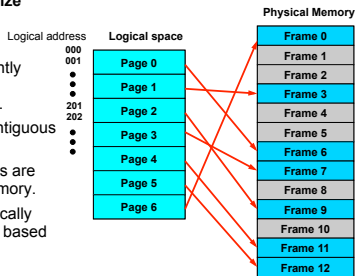 ize
ntly
tiguous
s are
mory.
cally
based
Logical address
000
001
201
202
Logical space
Page 0
Page 1
Page 2
Page 3
Page 4
Page 5
Page 6
Physical Memory
Frame 0
Frame 1
Frame 2
Frame 3
Frame 4
Frame 5
Frame 6
Frame 7
Frame 8
Frame 9
Frame 10
Frame 11
Frame 12